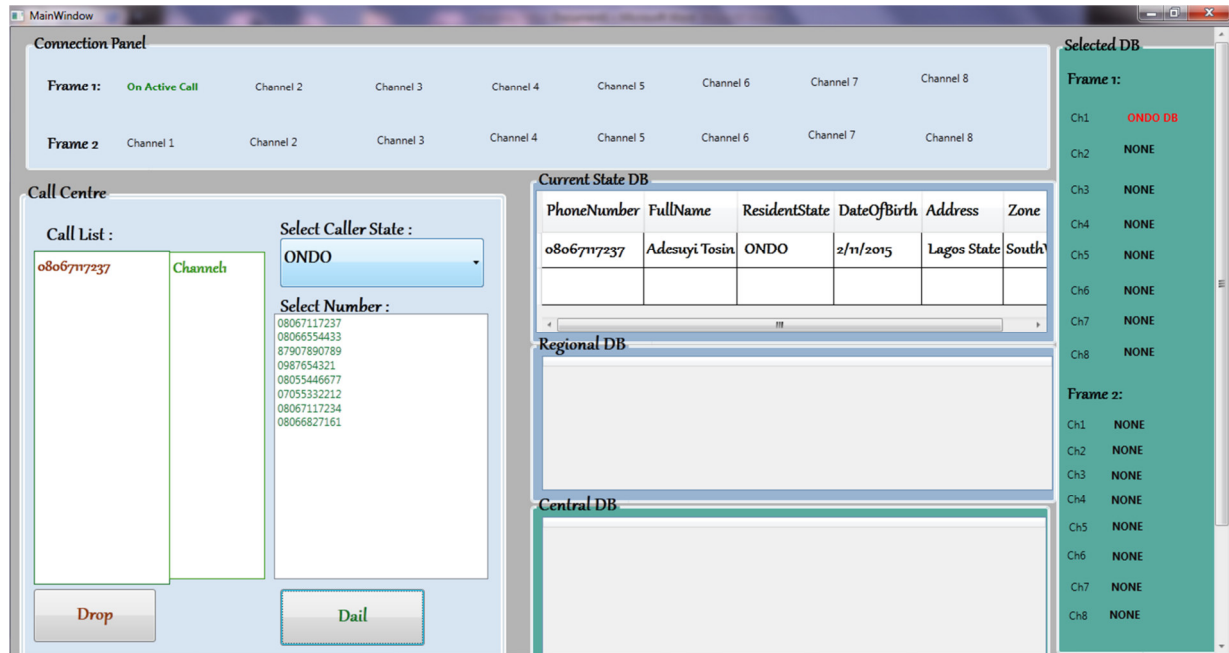 MainWindow
Connection Panel
Frame 1: On Active Call Channel 2 Channel 3 Channel 4 Channel 5 Channel 6 Channel 7 Channel 8
Frame 2 Channel 1 Channel 2 Channel 3 Channel 4 Channel 5 Channel 6 Channel 7 Channel 8
Call Centre
Call List :
08067117237 Channel1
Drop
Select Caller State :
ONDO
Select Number :
08067117237
08066554433
87907890789
0987654321
08055446677
07055332212
08067117234
08066827161
Dail
Current State DB
PhoneNumber FullName ResidentState DateOfBirth Address Zone
08067117237 Adesuyi Tosin ONDO 2/11/2015 Lagos State
Regional DB
Central DB
Selected DB
Frame 1:
Ch1 ONDO DB
Ch2 NONE
Ch3 NONE
Ch4 NONE
Ch5 NONE
Ch6 NONE
Ch7 NONE
Ch8 NONE
Frame 2:
Ch1 NONE
Ch2 NONE
Ch3 NONE
Ch4 NONE
Ch5 NONE
Ch6 NONE
Ch7 NONE
Ch8 NONE